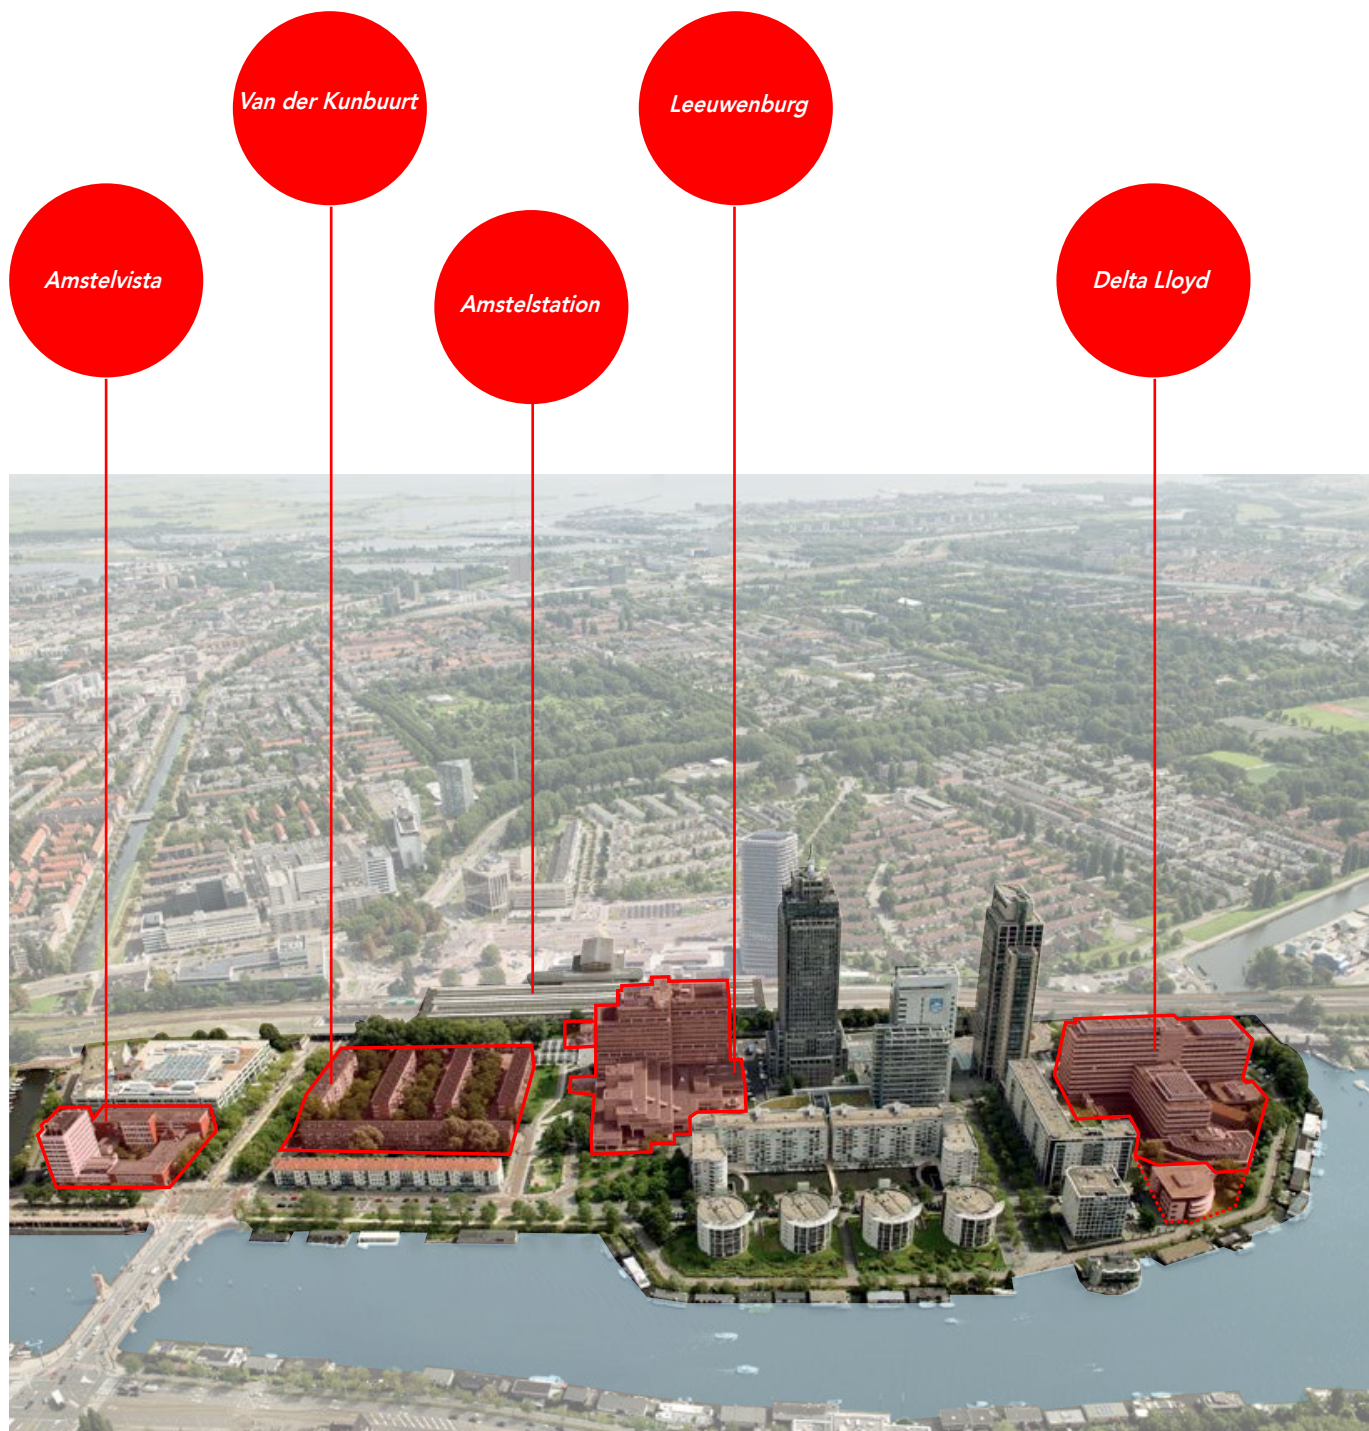 Van der Kunbuurt
Leeuwenburg
Amstelvista
Amstelstation
Delta Lloyd